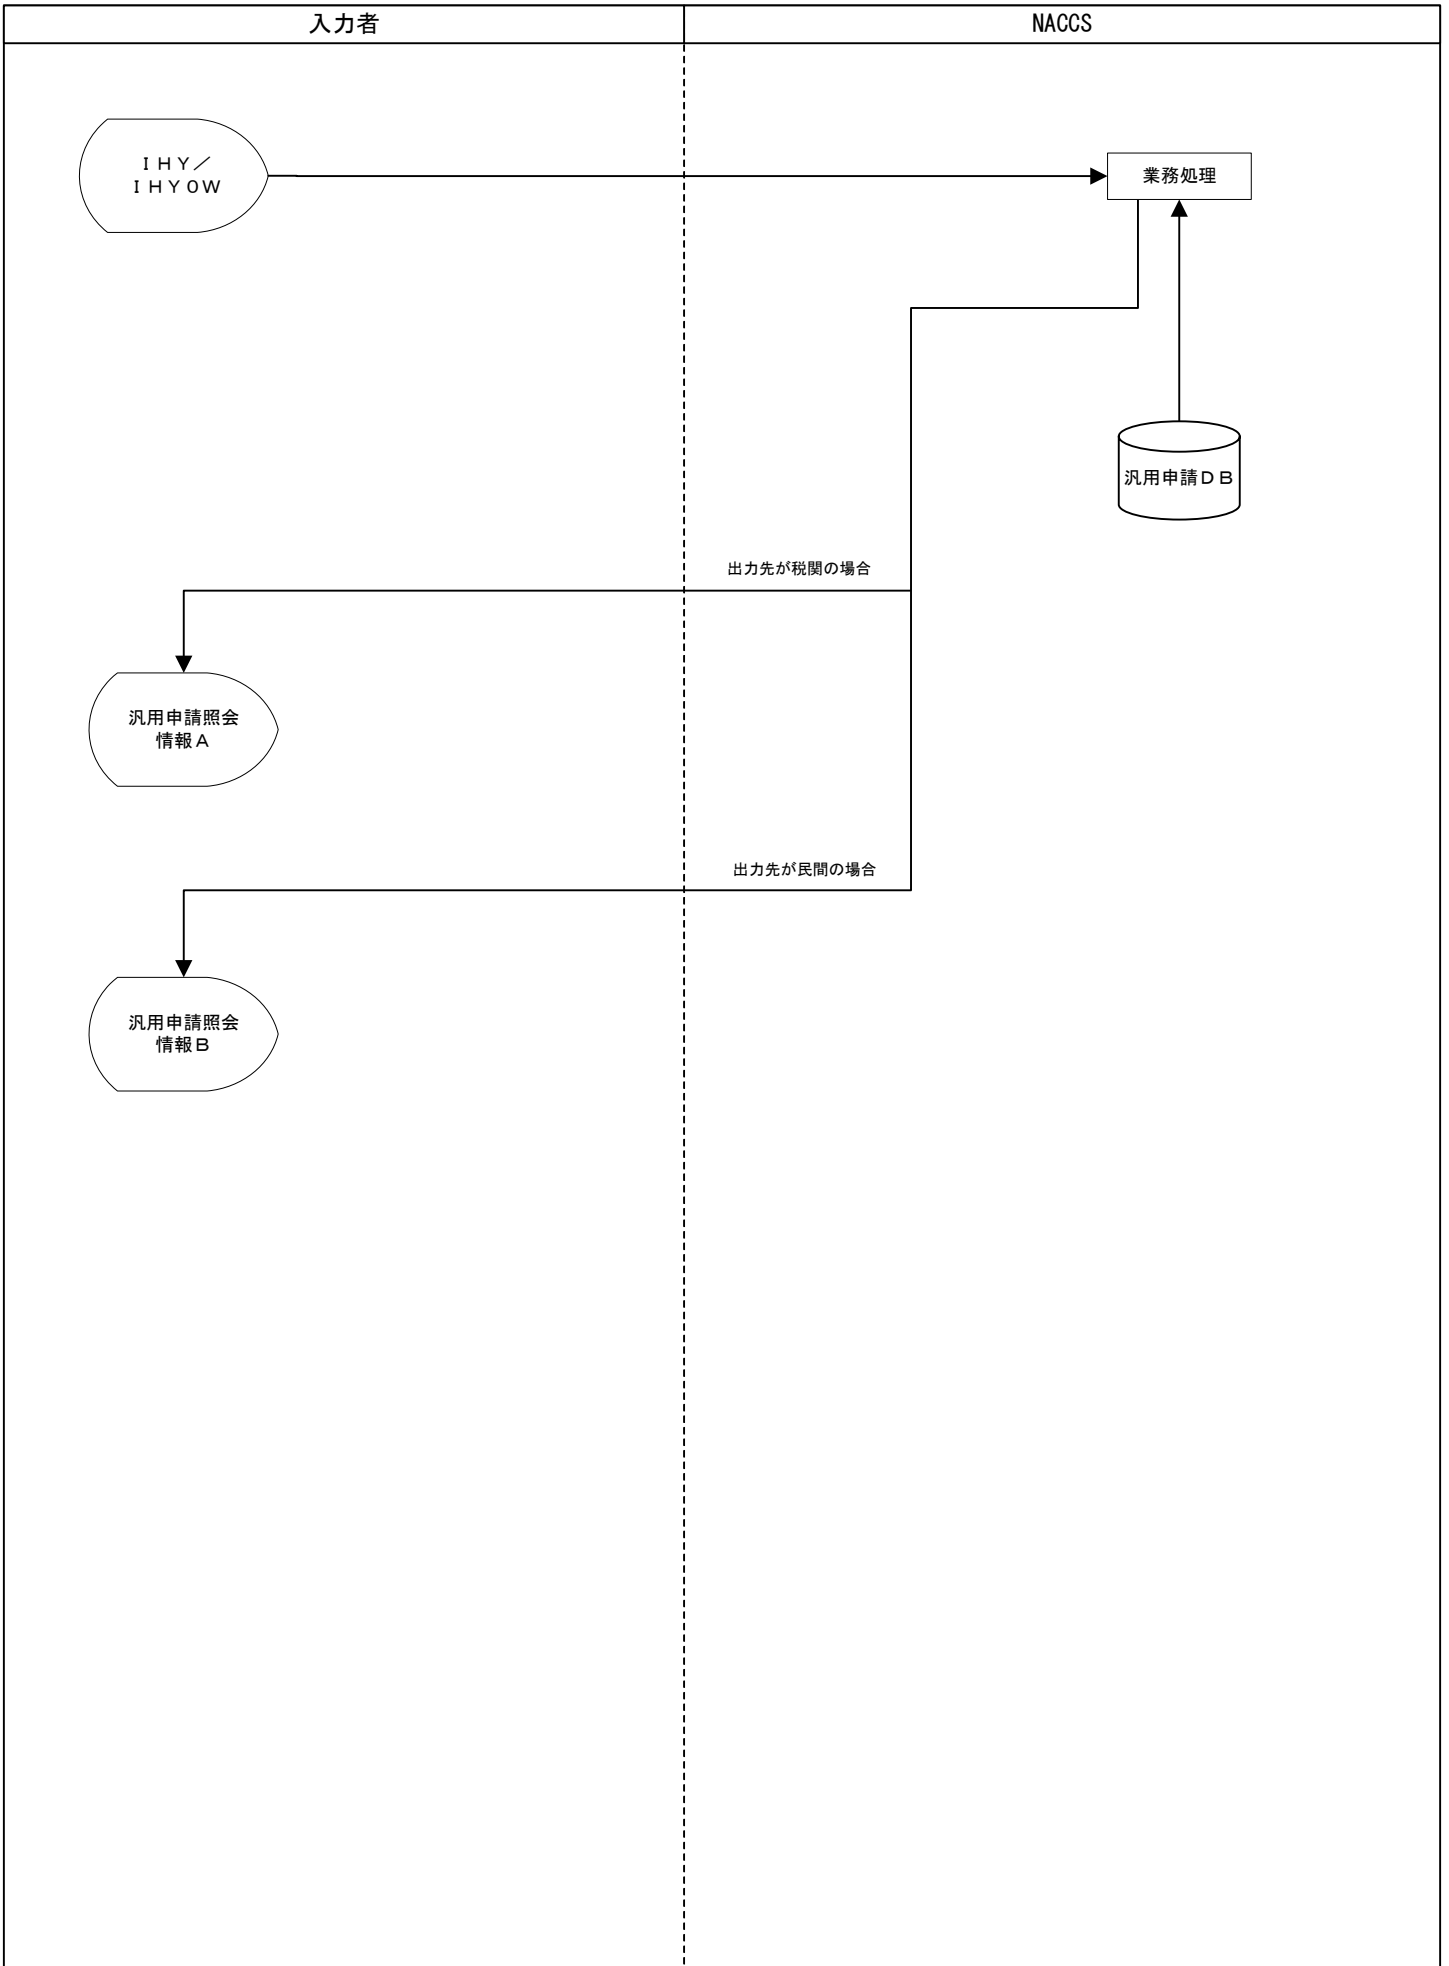 入力者
NACCS
ＩＨＹ／
ＩＨＹ０Ｗ
業務処理
汎用申請ＤＢ
出力先が税関の場合
汎用申請照会
情報Ａ
出力先が民間の場合
汎用申請照会
情報Ｂ